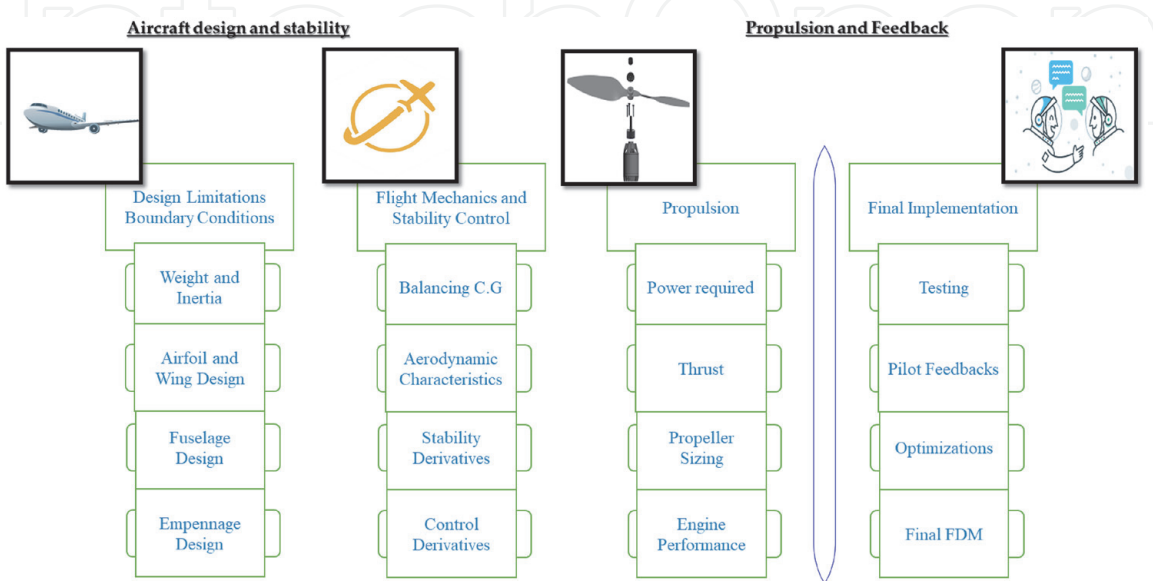 Aircraft design and stability
Propulsion and Feedback
Design Limitations
Boundary Conditions
Weight and
Inertia
Airfoil and
Wing Design
Fuselage
Design
Empennage
Design
Flight Mechanics and
Stability Control
Balancing C.G
Aerodynamic
Characteristics
Stability
Derivatives
Control
Derivatives
Propulsion
Power required
Thrust
Propeller
Sizing
Engine
Performance
Final Implementation
Testing
Pilot Feedbacks
Optimizations
Final FDM